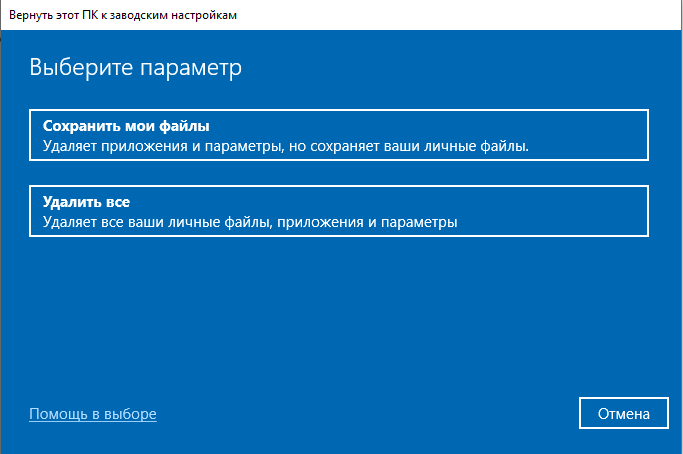 Вернуть этот ПК к заводским настройкам
Выберите параметр
Сохранить мои файлы
Удаляет приложения и параметры, но сохраняет ваши личные файлы.
Удалить все
Удаляет все ваши личные файлы, приложения и параметры
Помощь в выборе
Отмена